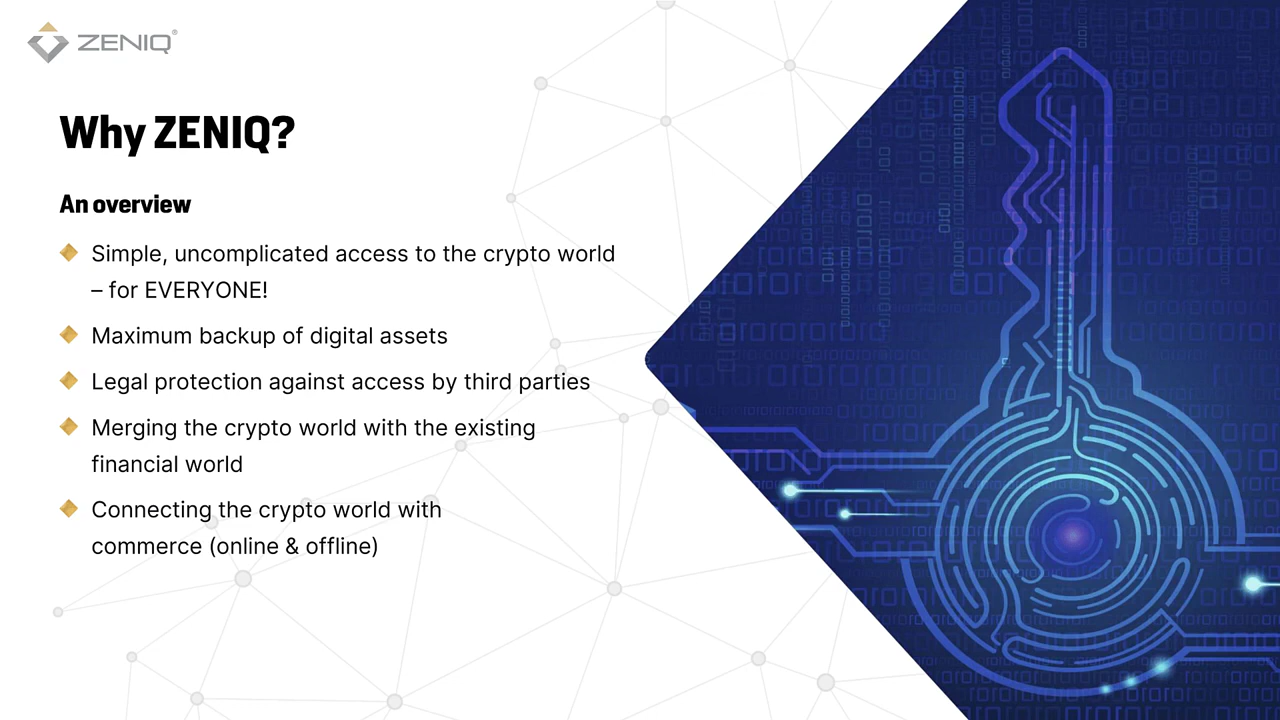 ZENIQ®
Why ZENIQ?
An overview
Simple, uncomplicated access to the crypto world
– for EVERYONE!
Maximum backup of digital assets
Legal protection against access by third parties
Merging the crypto world with the existing
financial world
Connecting the crypto world with
commerce (online & offline)